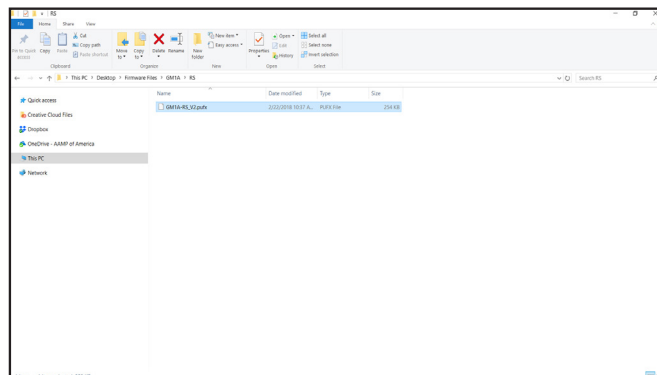 RS
File Home Share View
Pin to Quick access
Copy
Paste
Cut
Copy path
Paste shortcut
Move to
Copy to
Delete
Rename
New folder
New item
Easy access
Properties
Open
Edit
History
Select all
Select none
Invert selection
Clipboard Organize New Open Select
This PC > Desktop > Firmware Files > GM1A > RS
Search RS
Name Date modified Type Size
GM1A-RS_V2.pufx 2/22/2018 10:37 A... PUFX File 254 KB
Quick access
Creative Cloud Files
Dropbox
OneDrive - AAMP of America
This PC
Network